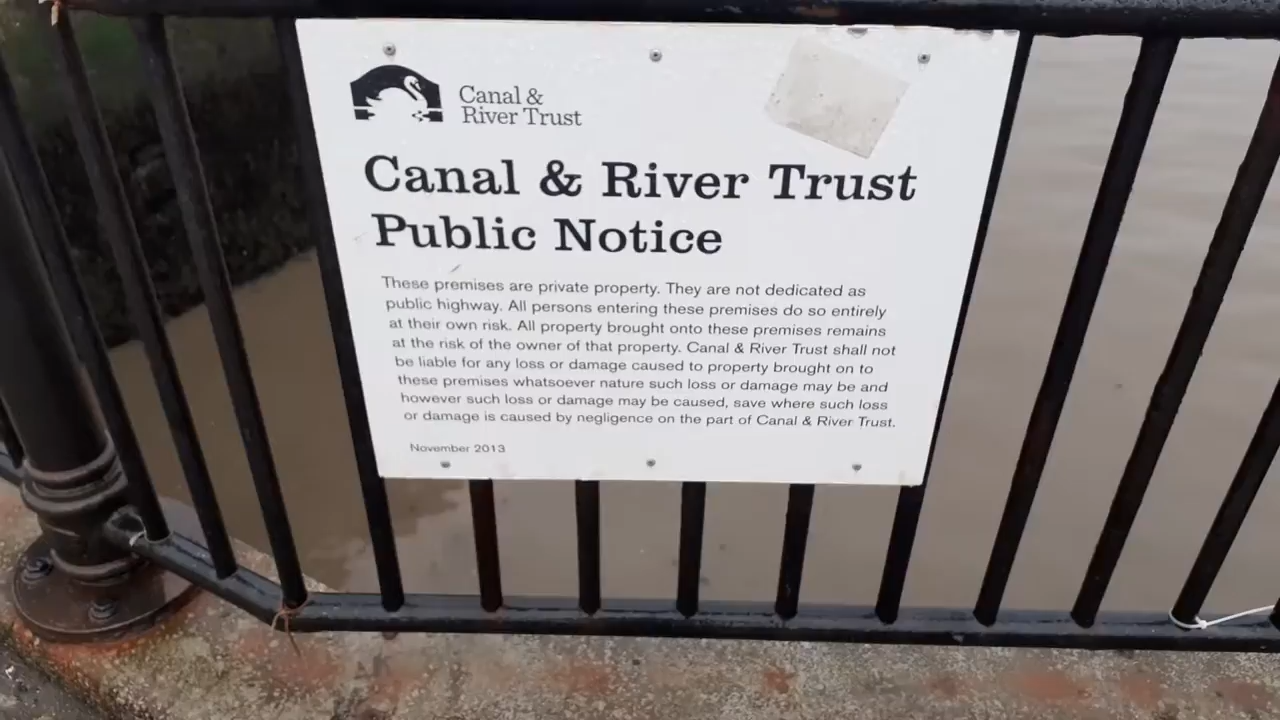 Canal &
River Trust
Canal & River Trust
Public Notice
These premises are private property. They are not dedicated as
public highway. All persons entering these premises do so entirely
at their own risk. All property brought onto these premises remains
at the risk of the owner of that property. Canal & River Trust shall not
be liable for any loss or damage caused to property brought on to
these premises whatsoever nature such loss or damage may be and
however such loss or damage may be caused, save where such loss
or damage is caused by negligence on the part of Canal & River Trust.
November 2013